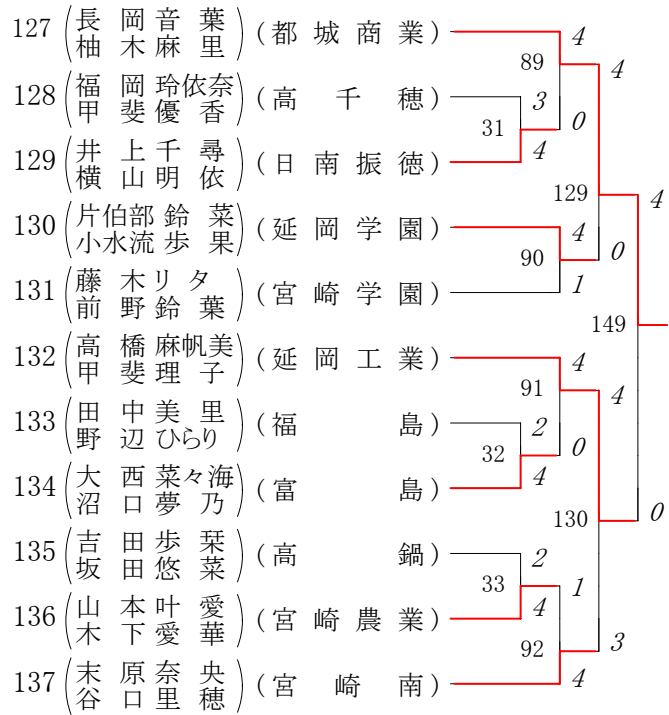 127 (長岡音葉 柚木麻里) (都城商業) 4
89 4
128 (福岡玲依奈 甲斐優香) (高千穂) 3
31 0
129 (井上千尋 横山明依) (日南振徳) 4
129 4
130 (片伯部鈴菜 小水流歩果) (延岡学園) 4
90 0
131 (藤木リタ 前野鈴葉) (宮崎学園) 1
149
132 (高橋麻帆美 甲斐理子) (延岡工業) 4
91 4
133 (田中美里 野辺ひらり) (福島) 2
32 0
134 (大西菜々海 沼口夢乃) (富島) 4
130 0
135 (吉田歩栞 坂田悠菜) (高鍋) 2
33 1
136 (山本叶愛 木下愛華) (宮崎農業) 4
92 3
137 (末原奈央 谷口里穂) (宮崎南) 4